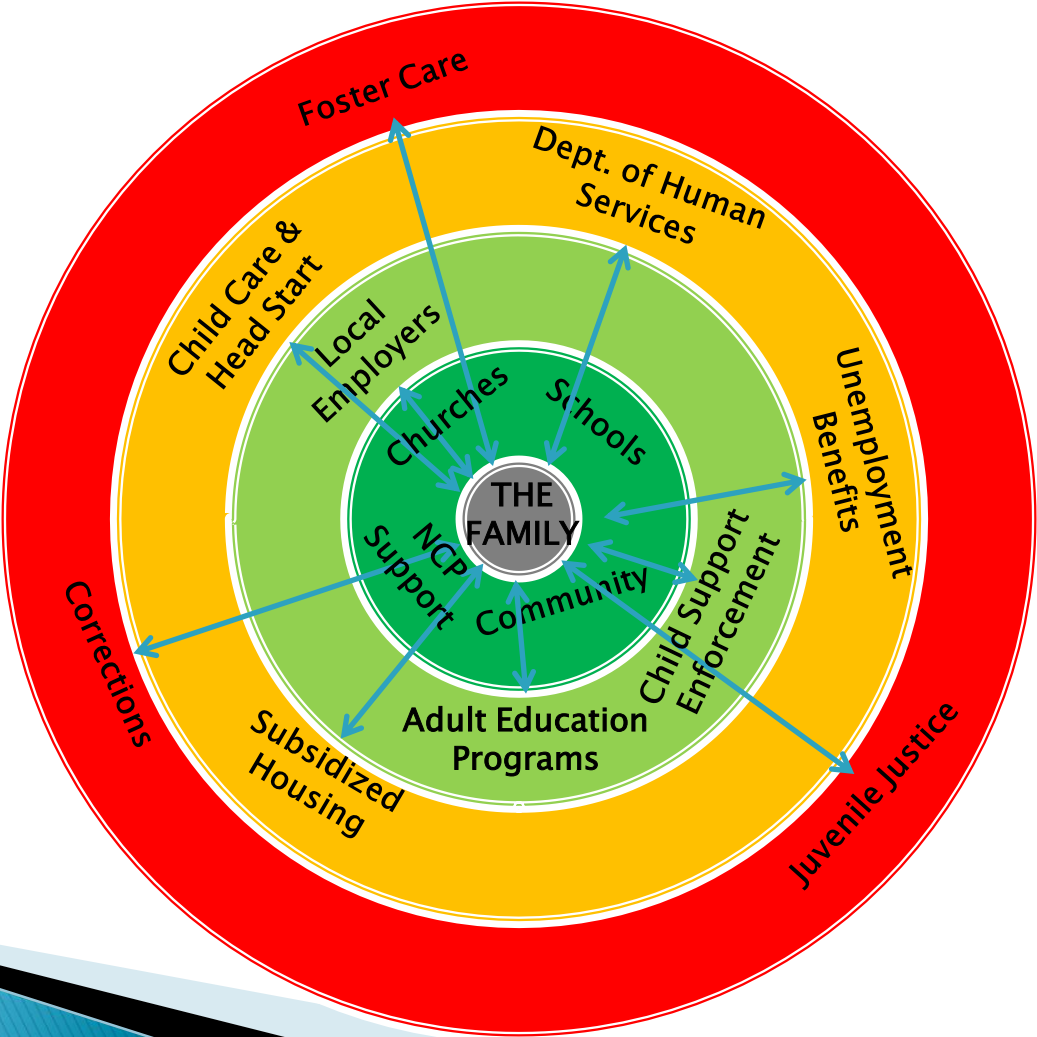 Foster Care
Dept. of Human
Services
Child Care &
Head Start
Local
Employers
Churches
Schools
Unemployment
Benefits
THE
FAMILY
NCP
Support
Community
Child Support
Enforcement
Corrections
Adult Education
Programs
Subsidized
Housing
Juvenile Justice